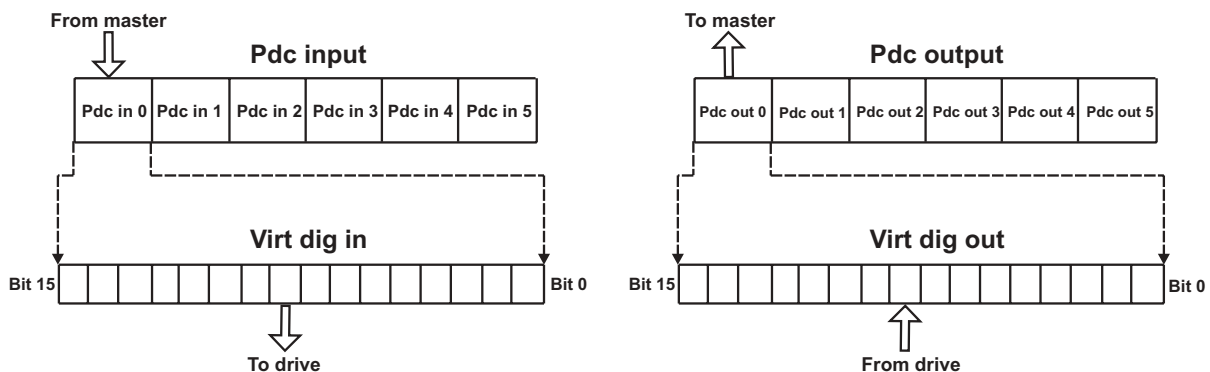 From master
Pdc input
Pdc in 0 Pdc in 1 Pdc in 2 Pdc in 3 Pdc in 4 Pdc in 5
Virt dig in
Bit 15 Bit 0
To drive
To master
Pdc output
Pdc out 0 Pdc out 1 Pdc out 2 Pdc out 3 Pdc out 4 Pdc out 5
Virt dig out
Bit 15 Bit 0
From drive